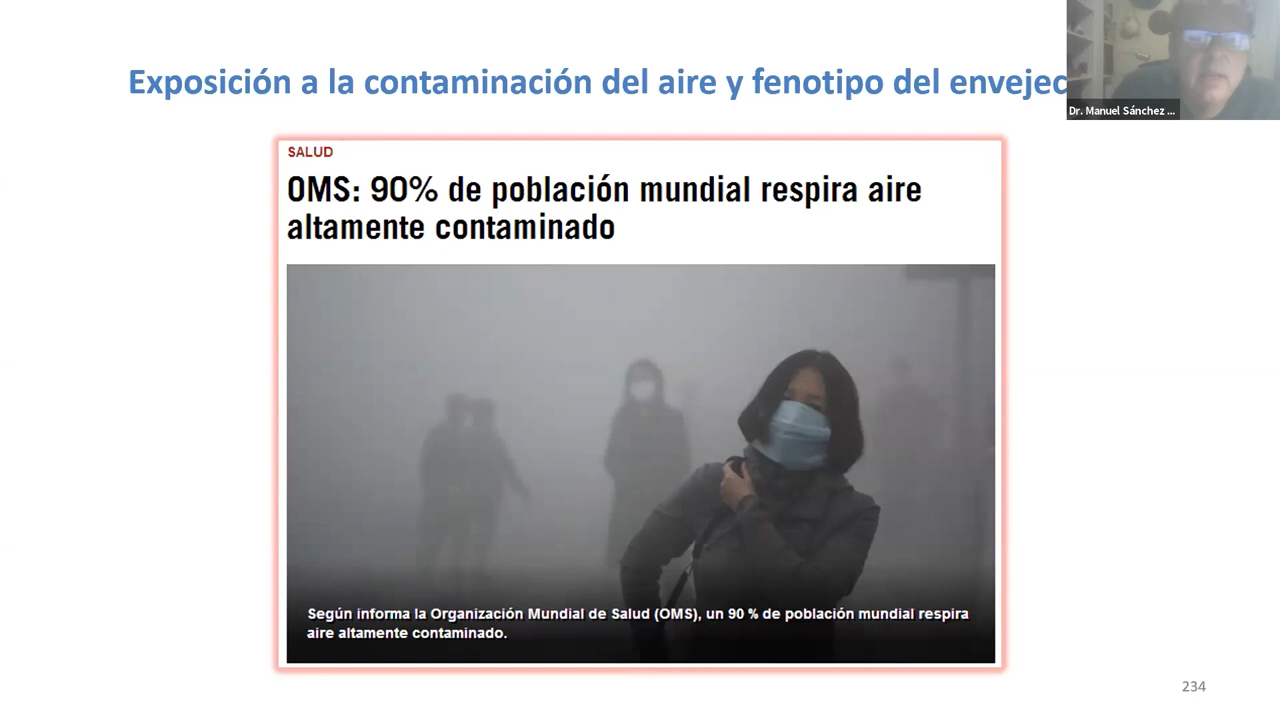 Exposición a la contaminación del aire y fenotipo del envejec
Dr. Manuel Sánchez ...
SALUD
OMS: 90% de población mundial respira aire
altamente contaminado
Según informa la Organización Mundial de Salud (OMS), un 90 % de población mundial respira
aire altamente contaminado.
234